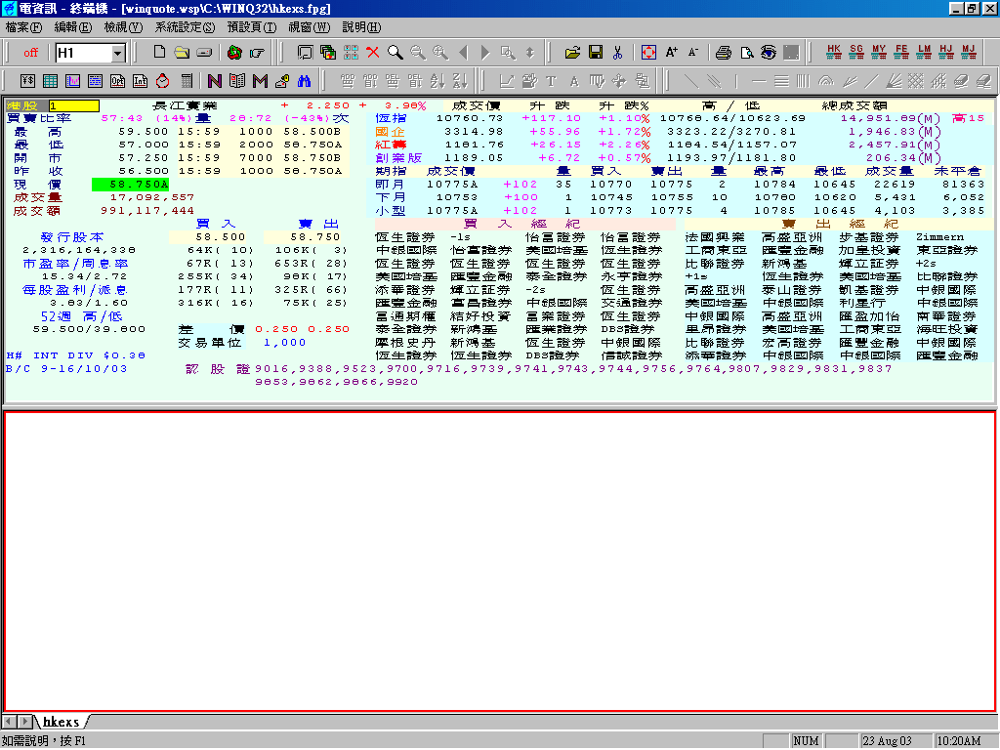 電資訊 - 終端機 - [winquote.wsp\C:\WINQ32\hkexs.fpg]
檔案(F) 編輯(E) 檢視(V) 系統設定(S) 預設頁(I) 視窗(W) 說明(H)
off H1 HK SG MY FE LM HJ MJ
港股 1 長江實業 + 2.250 + 3.98% 成交價 升 跌 升 跌% 高 / 低 總成交額
買賣比率 57:43 (14%)量 28:72 (-43%)次 恆指 10760.73 +117.10 +1.10% 10768.64/10623.69 14,951.89(M) 高15
最 高 59.500 15:59 1000 58.500B 國企 3314.98 +55.96 +1.72% 3323.22/3270.81 1,946.83(M)
最 低 57.000 15:59 2000 58.750A 紅籌 1181.76 +26.15 +2.26% 1184.54/1157.07 2,457.91(M)
開 市 57.250 15:59 7000 58.750B 創業版 1189.05 +6.72 +0.57% 1193.97/1181.80 206.34(M)
昨 收 56.500 15:59 1000 58.750A 期指 成交價 量 買入 賣出 量 最高 最低 成交量 未平倉
現 價 58.750A 即月 10775A +102 35 10770 10775 2 10784 10645 22619 81363
成交量 17,092,557 下月 10753 +100 1 10745 10755 10 10760 10620 5,431 6,052
成交額 991,117,444 小型 10775A +102 1 10773 10775 4 10785 10645 4,103 3,385
買 入 賣 出 買 入 經 紀 賣 出 經 紀
發行股本 58.500 58.750 恆生證券 -1s 怡富證券 怡富證券 法國興業 高盛亞洲 步基證券 Zimmern
2,316,164,338 64K( 10) 106K( 3) 中銀國際 怡富證券 美國培基 恆生證券 工商東亞 匯豐金融 加皇投資 東亞證券
市盈率/周息率 67K( 13) 653K( 28) 恆生證券 恆生證券 恆生證券 恆生證券 比聯證券 新鴻基 輝立證券 +2s
15.34/2.72 255K( 34) 98K( 17) 美國培基 匯豐金融 泰全證券 永亨證券 +1s 恆生證券 美國培基 比聯證券
每股盈利/派息 177K( 11) 325K( 66) 添華證券 輝立證券 -2s 恆生證券 高盛亞洲 泰山證券 凱基證券 中銀國際
3.83/1.60 316K( 16) 75K( 25) 匯豐金融 富昌證券 中銀國際 交通證券 美國培基 中銀國際 利星行 中銀國際
52週 高/低 富通期權 結好投資 富業證券 恆生證券 中銀國際 高盛亞洲 匯盈加怡 南華證券
59.500/39.800 差 價 0.250 0.250 泰全證券 新鴻基 恆業證券 DBS證券 里昂證券 美國培基 工商東亞 海旺投資
交易單位 1,000 摩根史丹 新鴻基 恆生證券 中銀國際 比聯證券 宏高證券 匯豐金融 中銀國際
H# INT DIV $0.38 恆生證券 恆生證券 DBS證券 信誠證券 添華證券 中銀國際 中銀國際 匯豐金融
B/C 9-16/10/03 認 股 證 9016,9388,9523,9700,9716,9739,9741,9743,9744,9756,9764,9807,9829,9831,9837
9853,9862,9866,9920
hkexs
如需說明，按 F1 NUM 23 Aug 03 10:20AM